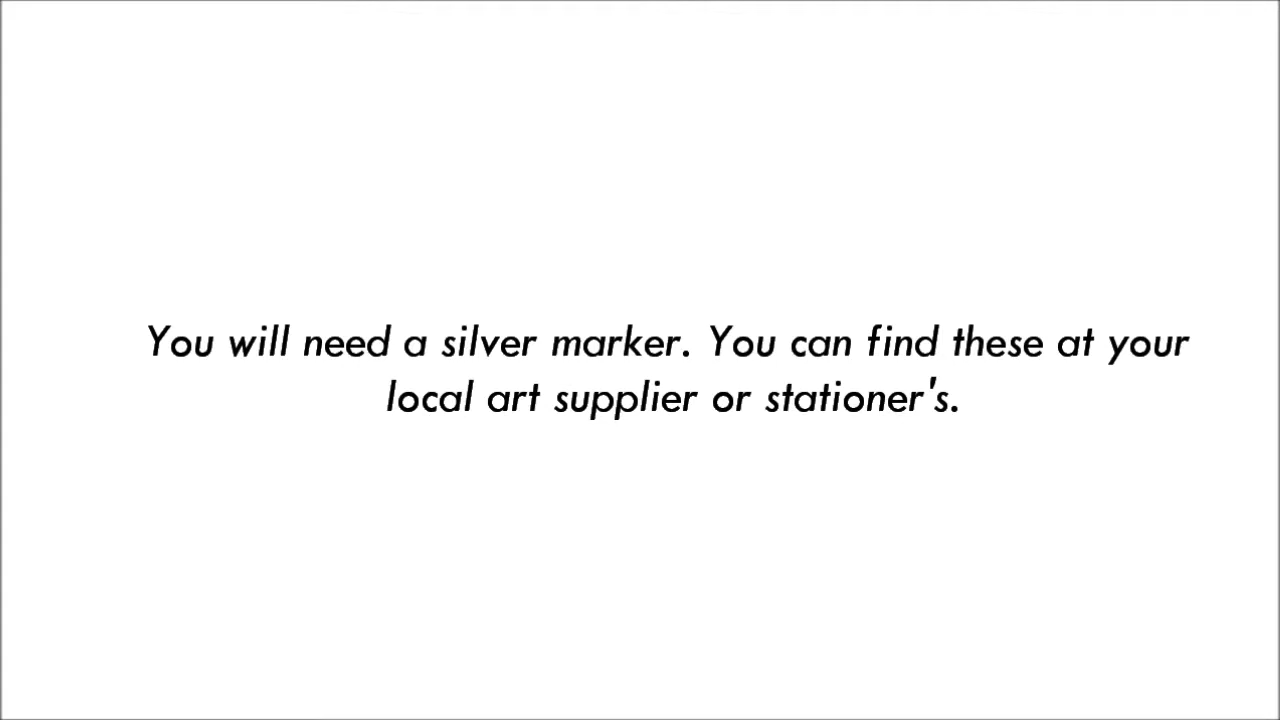 You will need a silver marker. You can find these at your
local art supplier or stationer's.